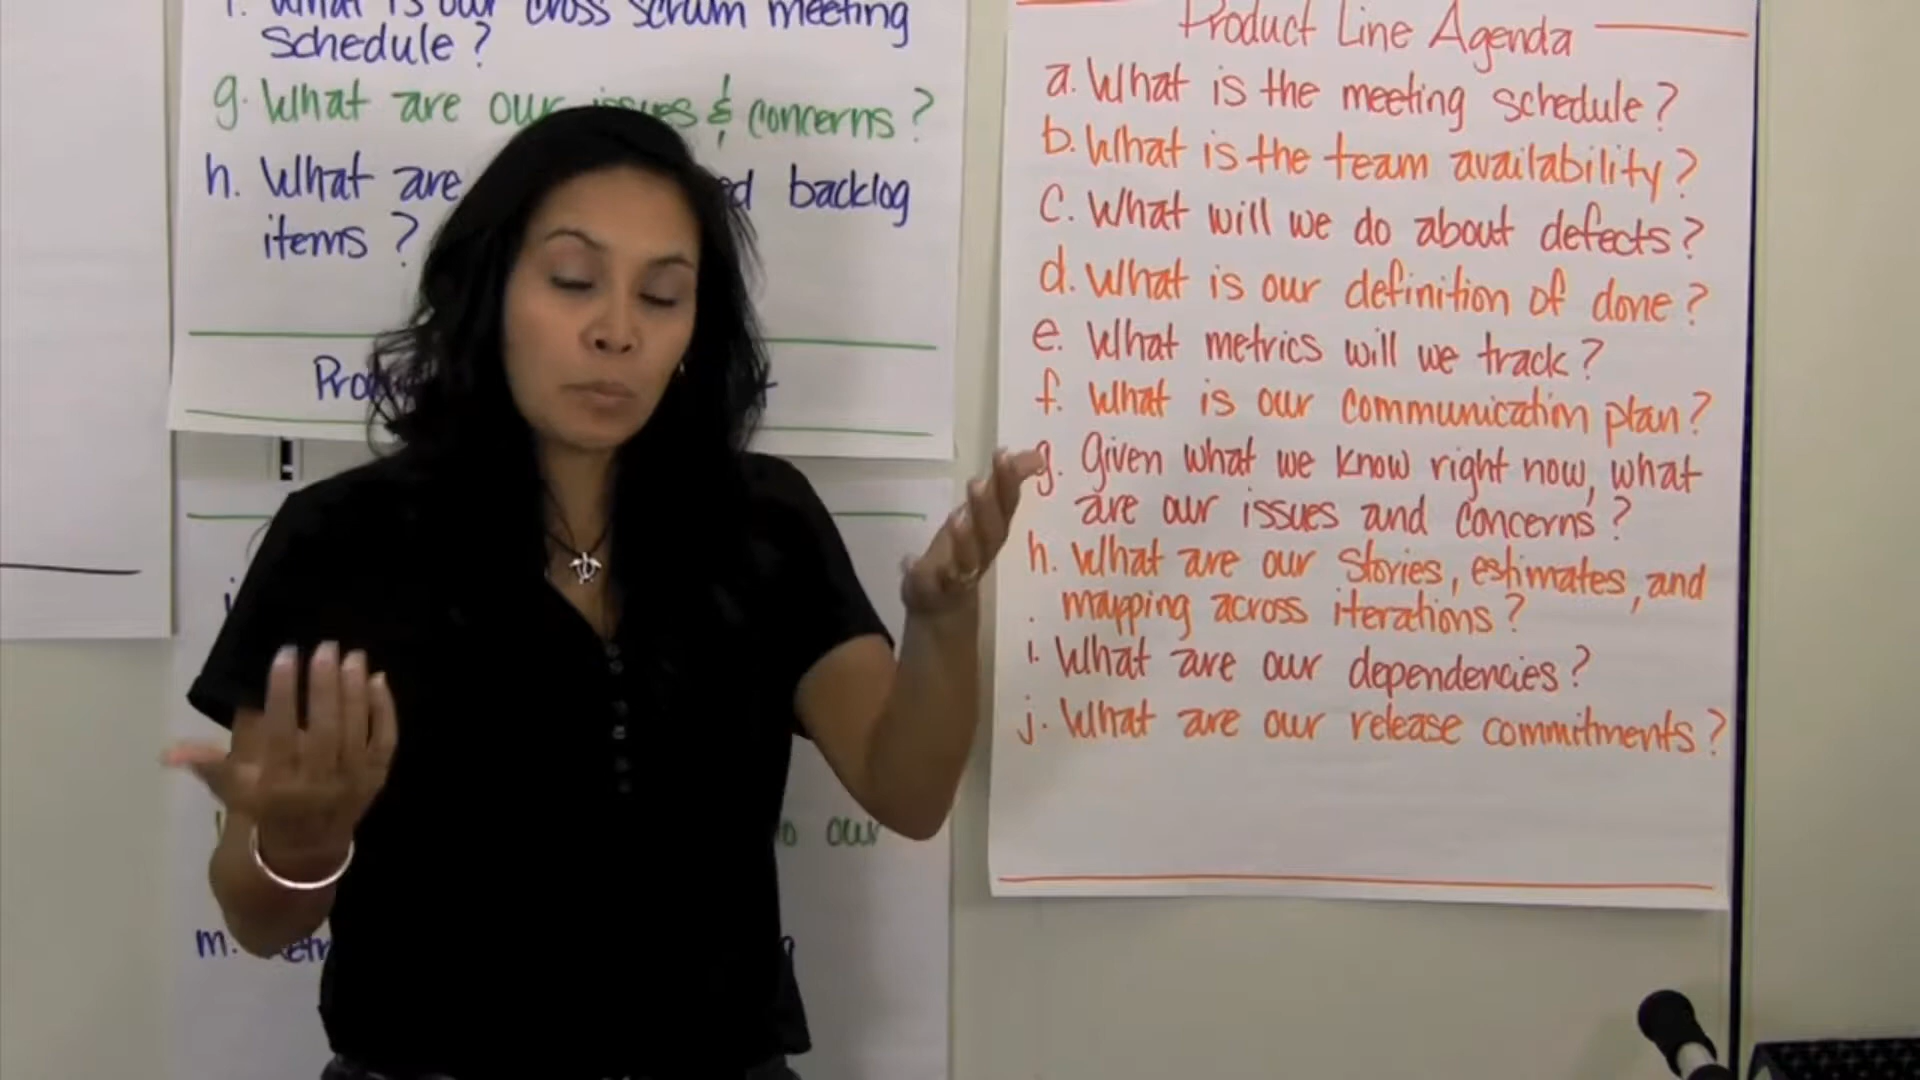 What is our cross scrum meeting
schedule?
g. What are our issues & concerns?
h. What are backlog
items?
Product Line Agenda
a. What is the meeting schedule?
b. What is the team availability?
c. What will we do about defects?
d. What is our definition of done?
e. What metrics will we track?
f. What is our communication plan?
g. Given what we know right now, what
are our issues and concerns?
h. What are our stories, estimates, and
mapping across iterations?
i. What are our dependencies?
j. What are our release commitments?
our
m.